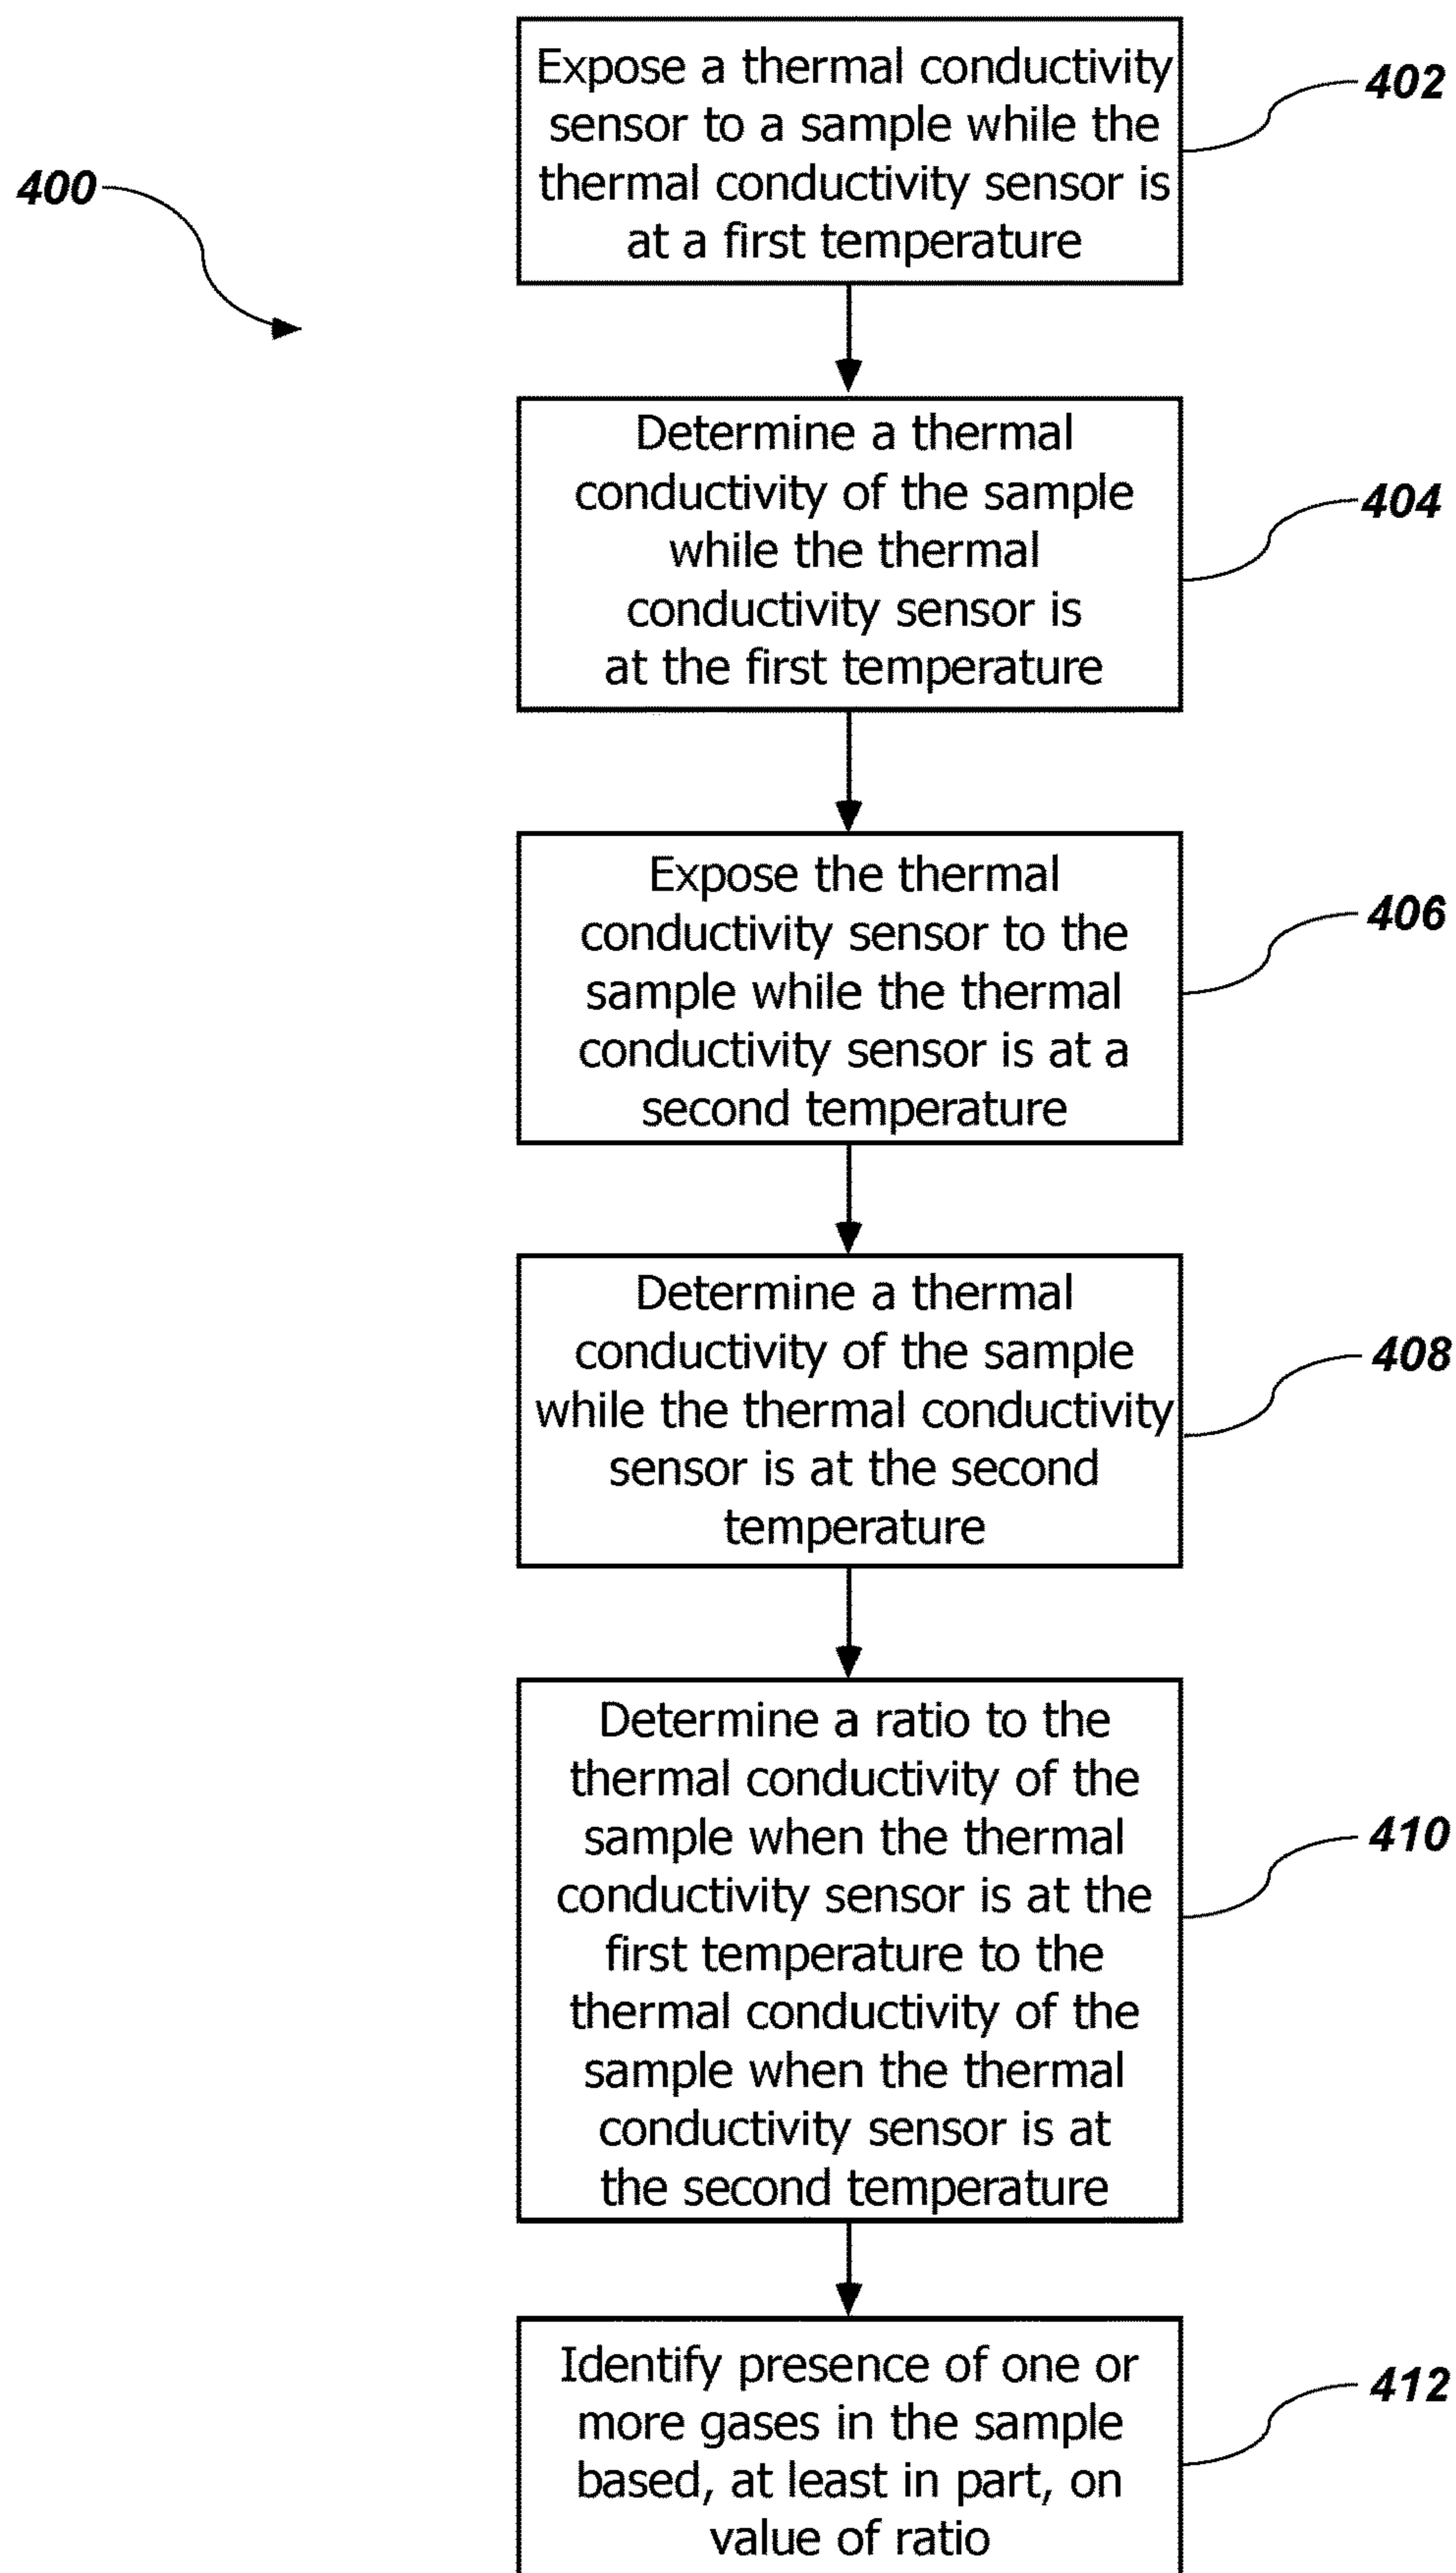 Expose a thermal conductivity
sensor to a sample while the
thermal conductivity sensor is
at a first temperature
402
400
Determine a thermal
conductivity of the sample
while the thermal
conductivity sensor is
at the first temperature
404
Expose the thermal
conductivity sensor to the
sample while the thermal
conductivity sensor is at a
second temperature
406
Determine a thermal
conductivity of the sample
while the thermal conductivity
sensor is at the second
temperature
408
Determine a ratio to the
thermal conductivity of the
sample when the thermal
conductivity sensor is at the
first temperature to the
thermal conductivity of the
sample when the thermal
conductivity sensor is at
the second temperature
410
Identify presence of one or
more gases in the sample
based, at least in part, on
value of ratio
412